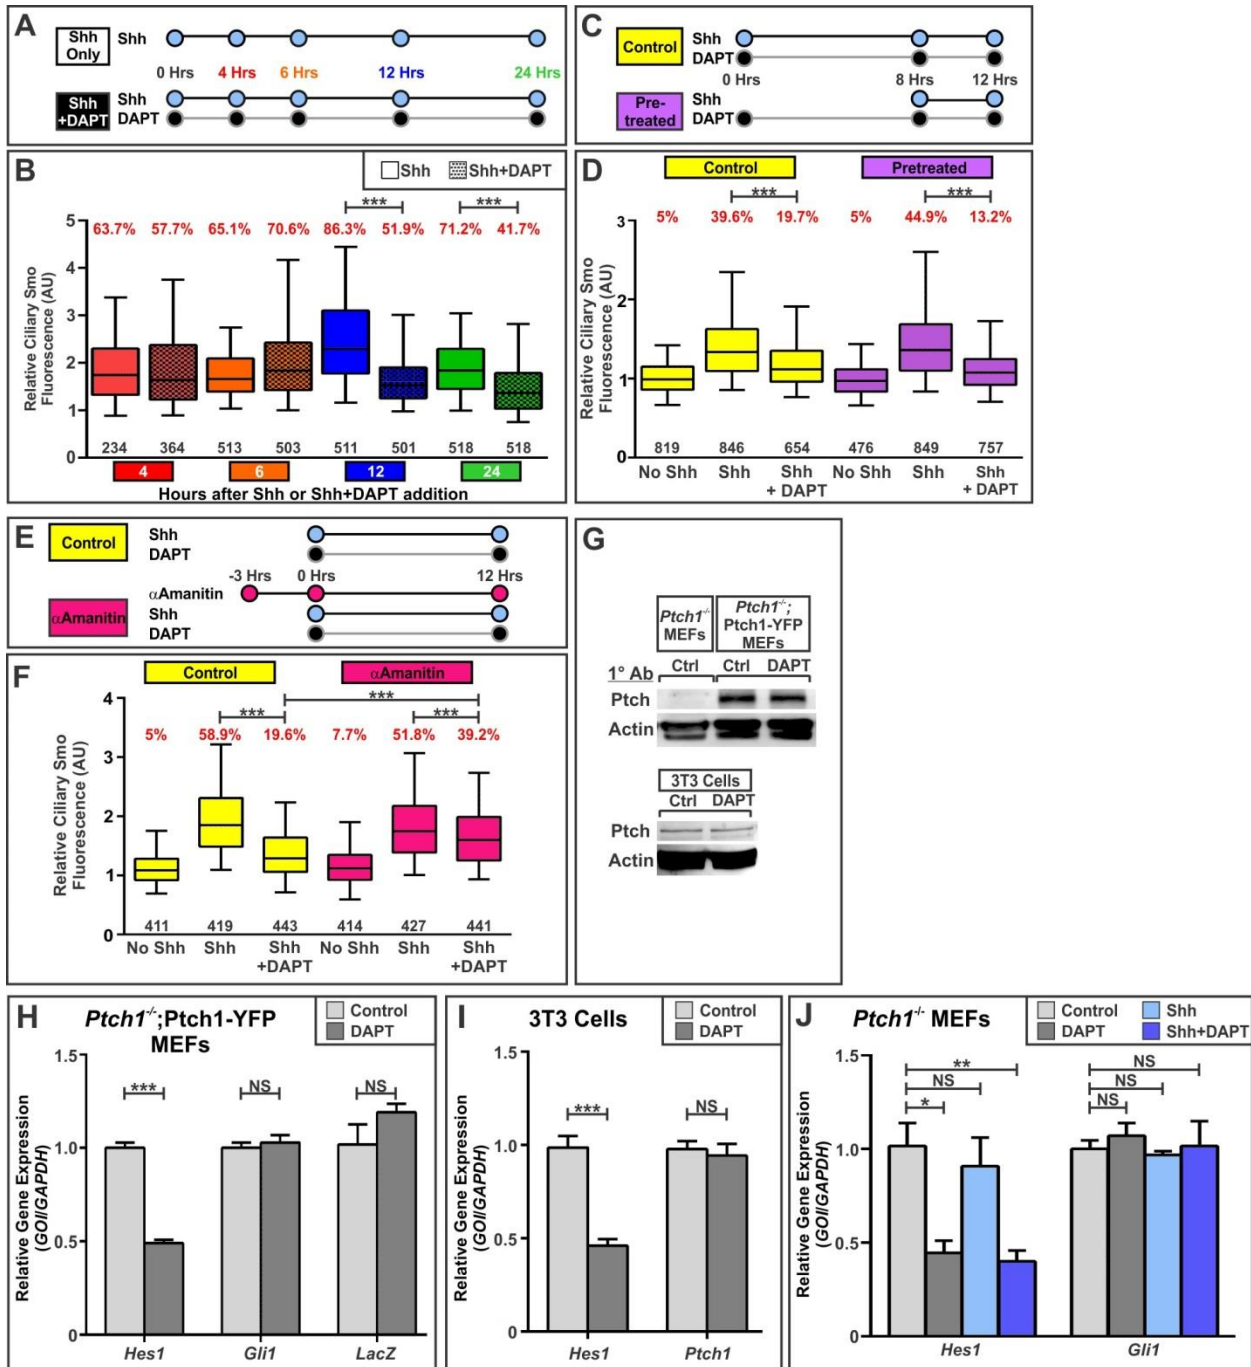 A
Shh Only
Shh
0 Hrs 4 Hrs 6 Hrs 12 Hrs 24 Hrs
Shh +DAPT
Shh
DAPT
B
Shh Shh+DAPT
*** ***
63.7% 57.7% 65.1% 70.6% 86.3% 51.9% 71.2% 41.7%
Relative Ciliary Smo
Fluorescence (AU)
5
4
3
2
1
0
234 364 513 503 511 501 518 518
4 6 12 24
Hours after Shh or Shh+DAPT addition
C
Control
Shh
DAPT
0 Hrs 8 Hrs 12 Hrs
Pre-treated
Shh
DAPT
D
Control Pretreated
*** ***
5% 39.6% 19.7% 5% 44.9% 13.2%
Relative Ciliary Smo
Fluorescence (AU)
3
2
1
0
819 846 654 476 849 757
No Shh Shh Shh + DAPT No Shh Shh Shh + DAPT
E
Control
Shh
DAPT
-3 Hrs 0 Hrs 12 Hrs
αAmanitin
αAmanitin
Shh
DAPT
F
Control αAmanitin
***
*** ***
5% 58.9% 19.6% 7.7% 51.8% 39.2%
Relative Ciliary Smo
Fluorescence (AU)
4
3
2
1
0
411 419 443 414 427 441
No Shh Shh Shh +DAPT No Shh Shh Shh +DAPT
G
Ptch1-/- MEFs
Ptch1-/-; Ptch1-YFP MEFs
1° Ab Ctrl Ctrl DAPT
Ptch
Actin
3T3 Cells
Ctrl DAPT
Ptch
Actin
H
Ptch1-/-;Ptch1-YFP
MEFs
Control
DAPT
Relative Gene Expression
(GOI/GAPDH)
1.5
1.0
0.5
0
*** NS NS
Hes1 Gli1 LacZ
I
3T3 Cells
Control
DAPT
Relative Gene Expression
(GOI/GAPDH)
1.5
1.0
0.5
0
*** NS
Hes1 Ptch1
J
Ptch1-/- MEFs
Control Shh
DAPT Shh+DAPT
Relative Gene Expression
(GOI/GAPDH)
1.5
1.0
0.5
0
** NS
NS NS
* NS
Hes1 Gli1